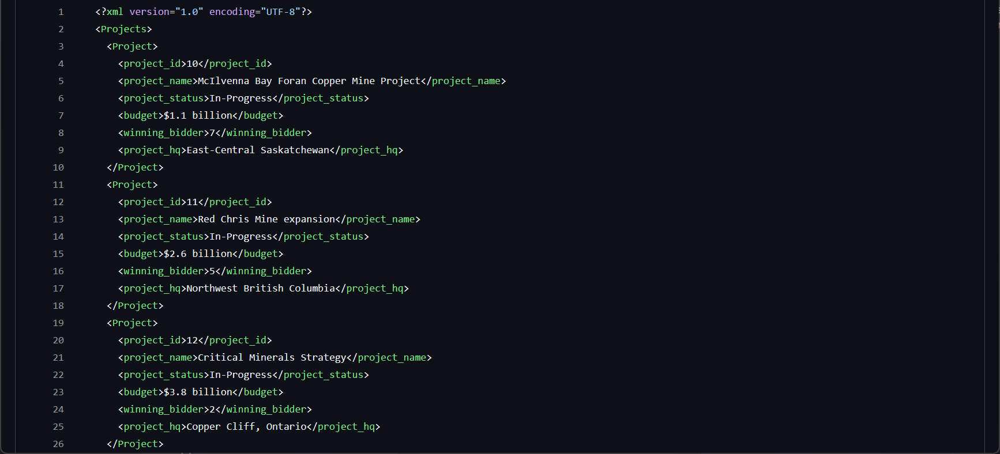 1 <?xml version="1.0" encoding="UTF-8"?>
2 <Projects>
3 <Project>
4 <project_id>10</project_id>
5 <project_name>McIlvenna Bay Foran Copper Mine Project</project_name>
6 <project_status>In-Progress</project_status>
7 <budget>$1.1 billion</budget>
8 <winning_bidder>7</winning_bidder>
9 <project_hq>East-Central Saskatchewan</project_hq>
10 </Project>
11 <Project>
12 <project_id>11</project_id>
13 <project_name>Red Chris Mine expansion</project_name>
14 <project_status>In-Progress</project_status>
15 <budget>$2.6 billion</budget>
16 <winning_bidder>5</winning_bidder>
17 <project_hq>Northwest British Columbia</project_hq>
18 </Project>
19 <Project>
20 <project_id>12</project_id>
21 <project_name>Critical Minerals Strategy</project_name>
22 <project_status>In-Progress</project_status>
23 <budget>$3.8 billion</budget>
24 <winning_bidder>2</winning_bidder>
25 <project_hq>Copper Cliff, Ontario</project_hq>
26 </Project>